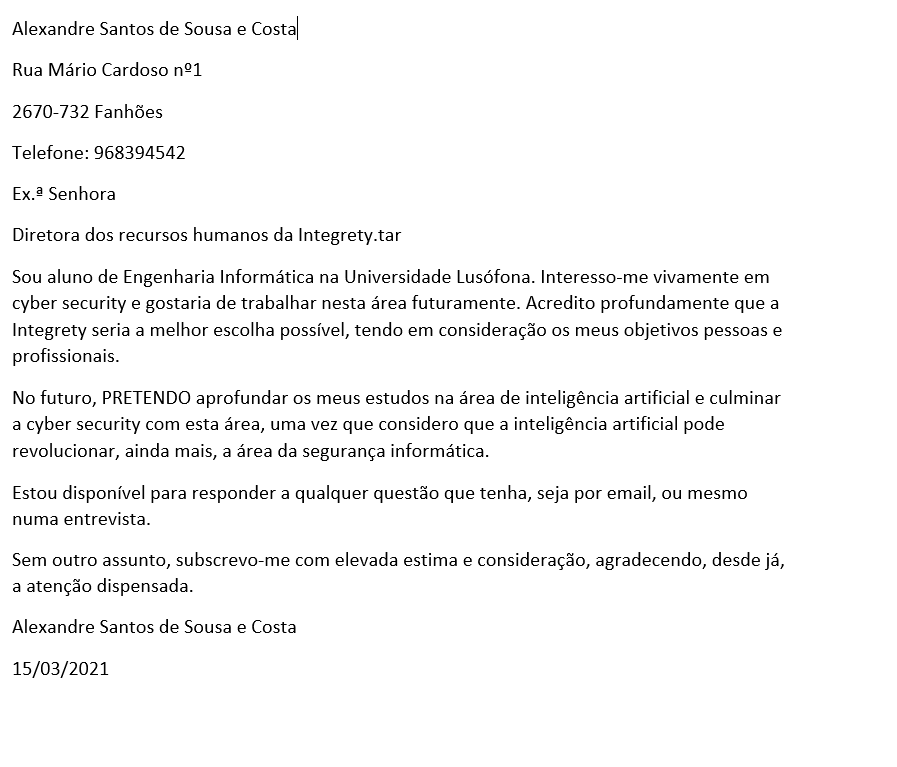 Alexandre Santos de Sousa e Costa
Rua Mário Cardoso nº1
2670-732 Fanhões
Telefone: 968394542
Ex.ª Senhora
Diretora dos recursos humanos da Integrety.tar
Sou aluno de Engenharia Informática na Universidade Lusófona. Interesso-me vivamente em
cyber security e gostaria de trabalhar nesta área futuramente. Acredito profundamente que a
Integrety seria a melhor escolha possível, tendo em consideração os meus objetivos pessoas e
profissionais.
No futuro, PRETENDO aprofundar os meus estudos na área de inteligência artificial e culminar
a cyber security com esta área, uma vez que considero que a inteligência artificial pode
revolucionar, ainda mais, a área da segurança informática.
Estou disponível para responder a qualquer questão que tenha, seja por email, ou mesmo
numa entrevista.
Sem outro assunto, subscrevo-me com elevada estima e consideração, agradecendo, desde já,
a atenção dispensada.
Alexandre Santos de Sousa e Costa
15/03/2021